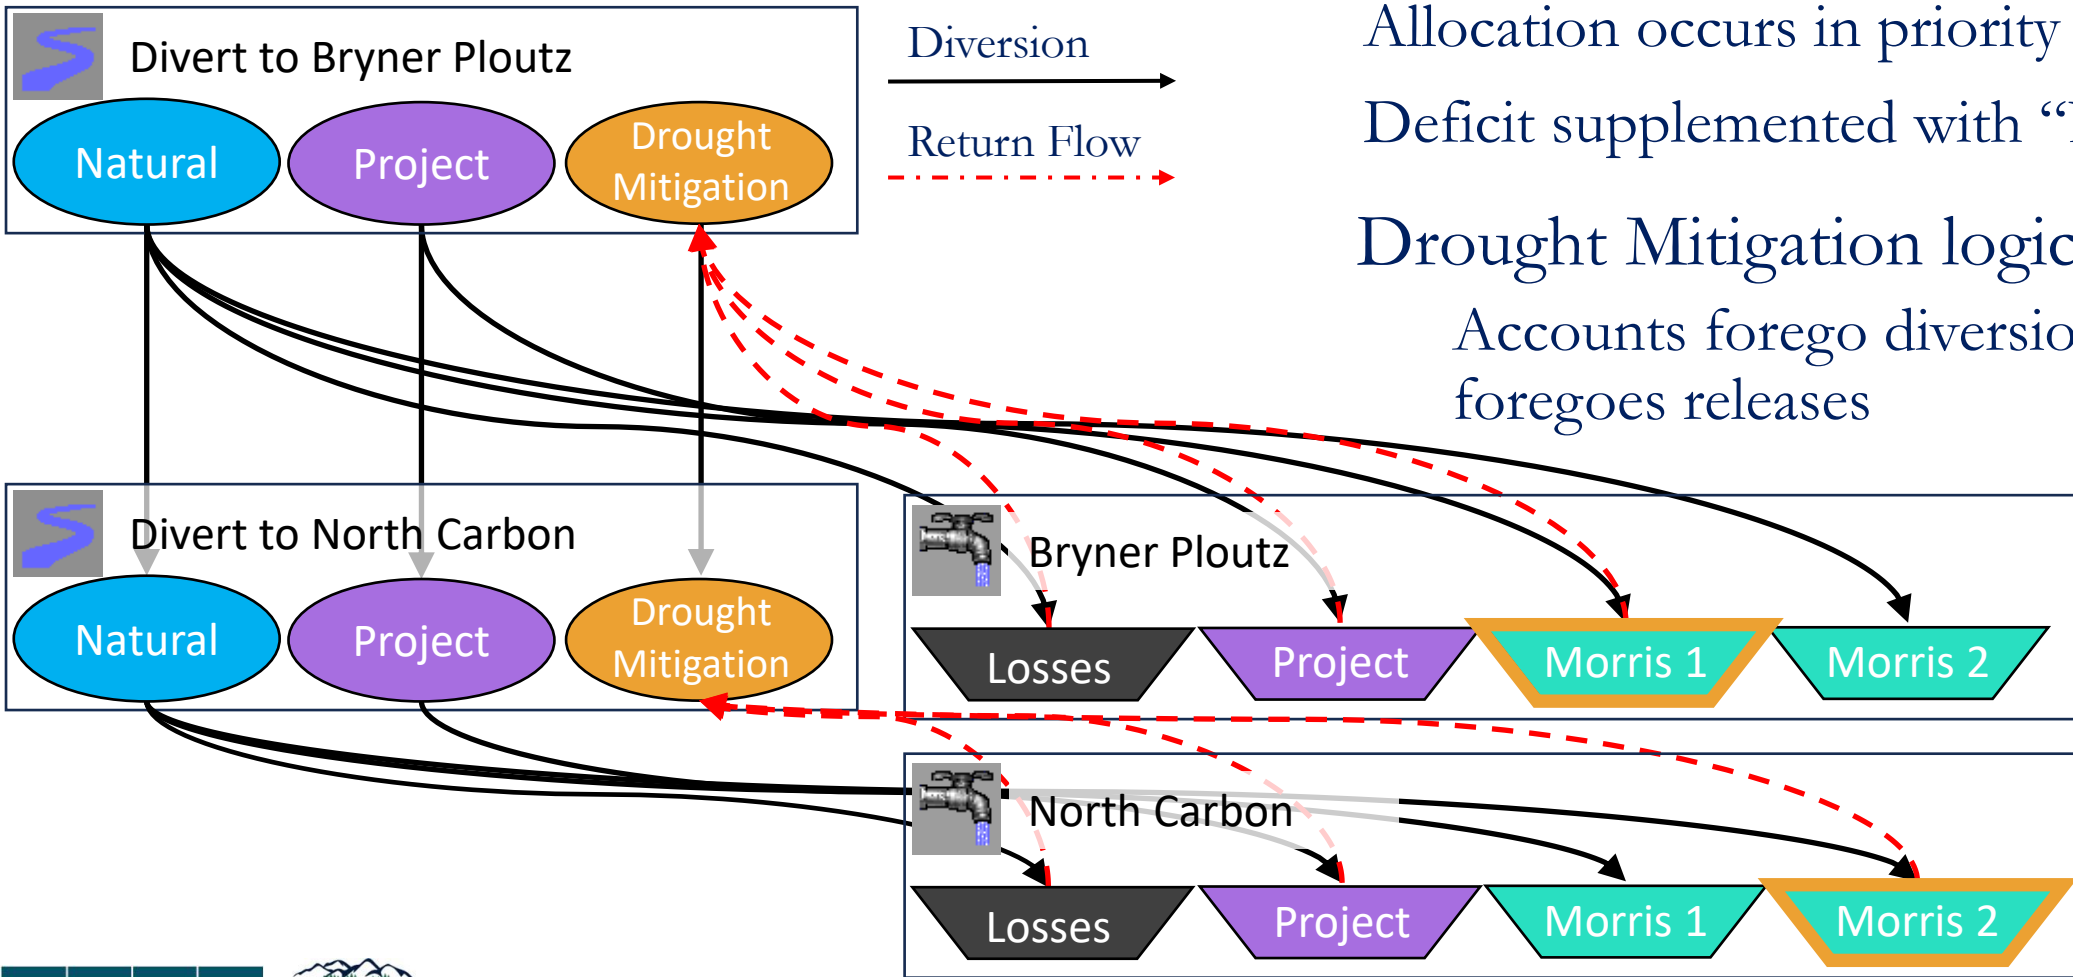 Divert to Bryner Ploutz
Natural
Project
Drought
Mitigation
Diversion
Return Flow
Allocation occurs in priority
Deficit supplemented with “
Drought Mitigation logic
Accounts forego
foregoes releases
Divert to North Carbon
Natural
Project
Drought
Mitigation
Bryner Ploutz
Losses
Project
Morris 1
Morris 2
North Carbon
Losses
Project
Morris 1
Morris 2